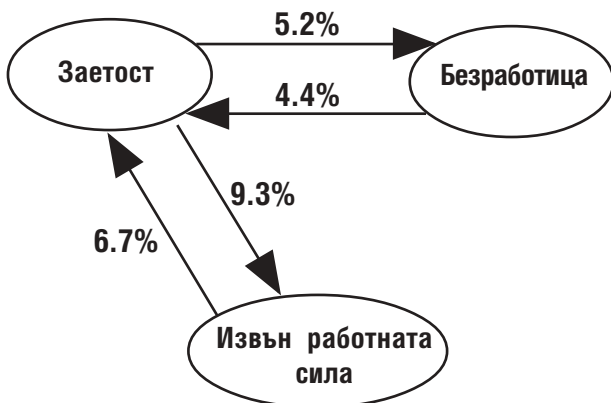 5.2%
Заетост
Безработица
4.4%
9.3%
6.7%
Извън работната
сила